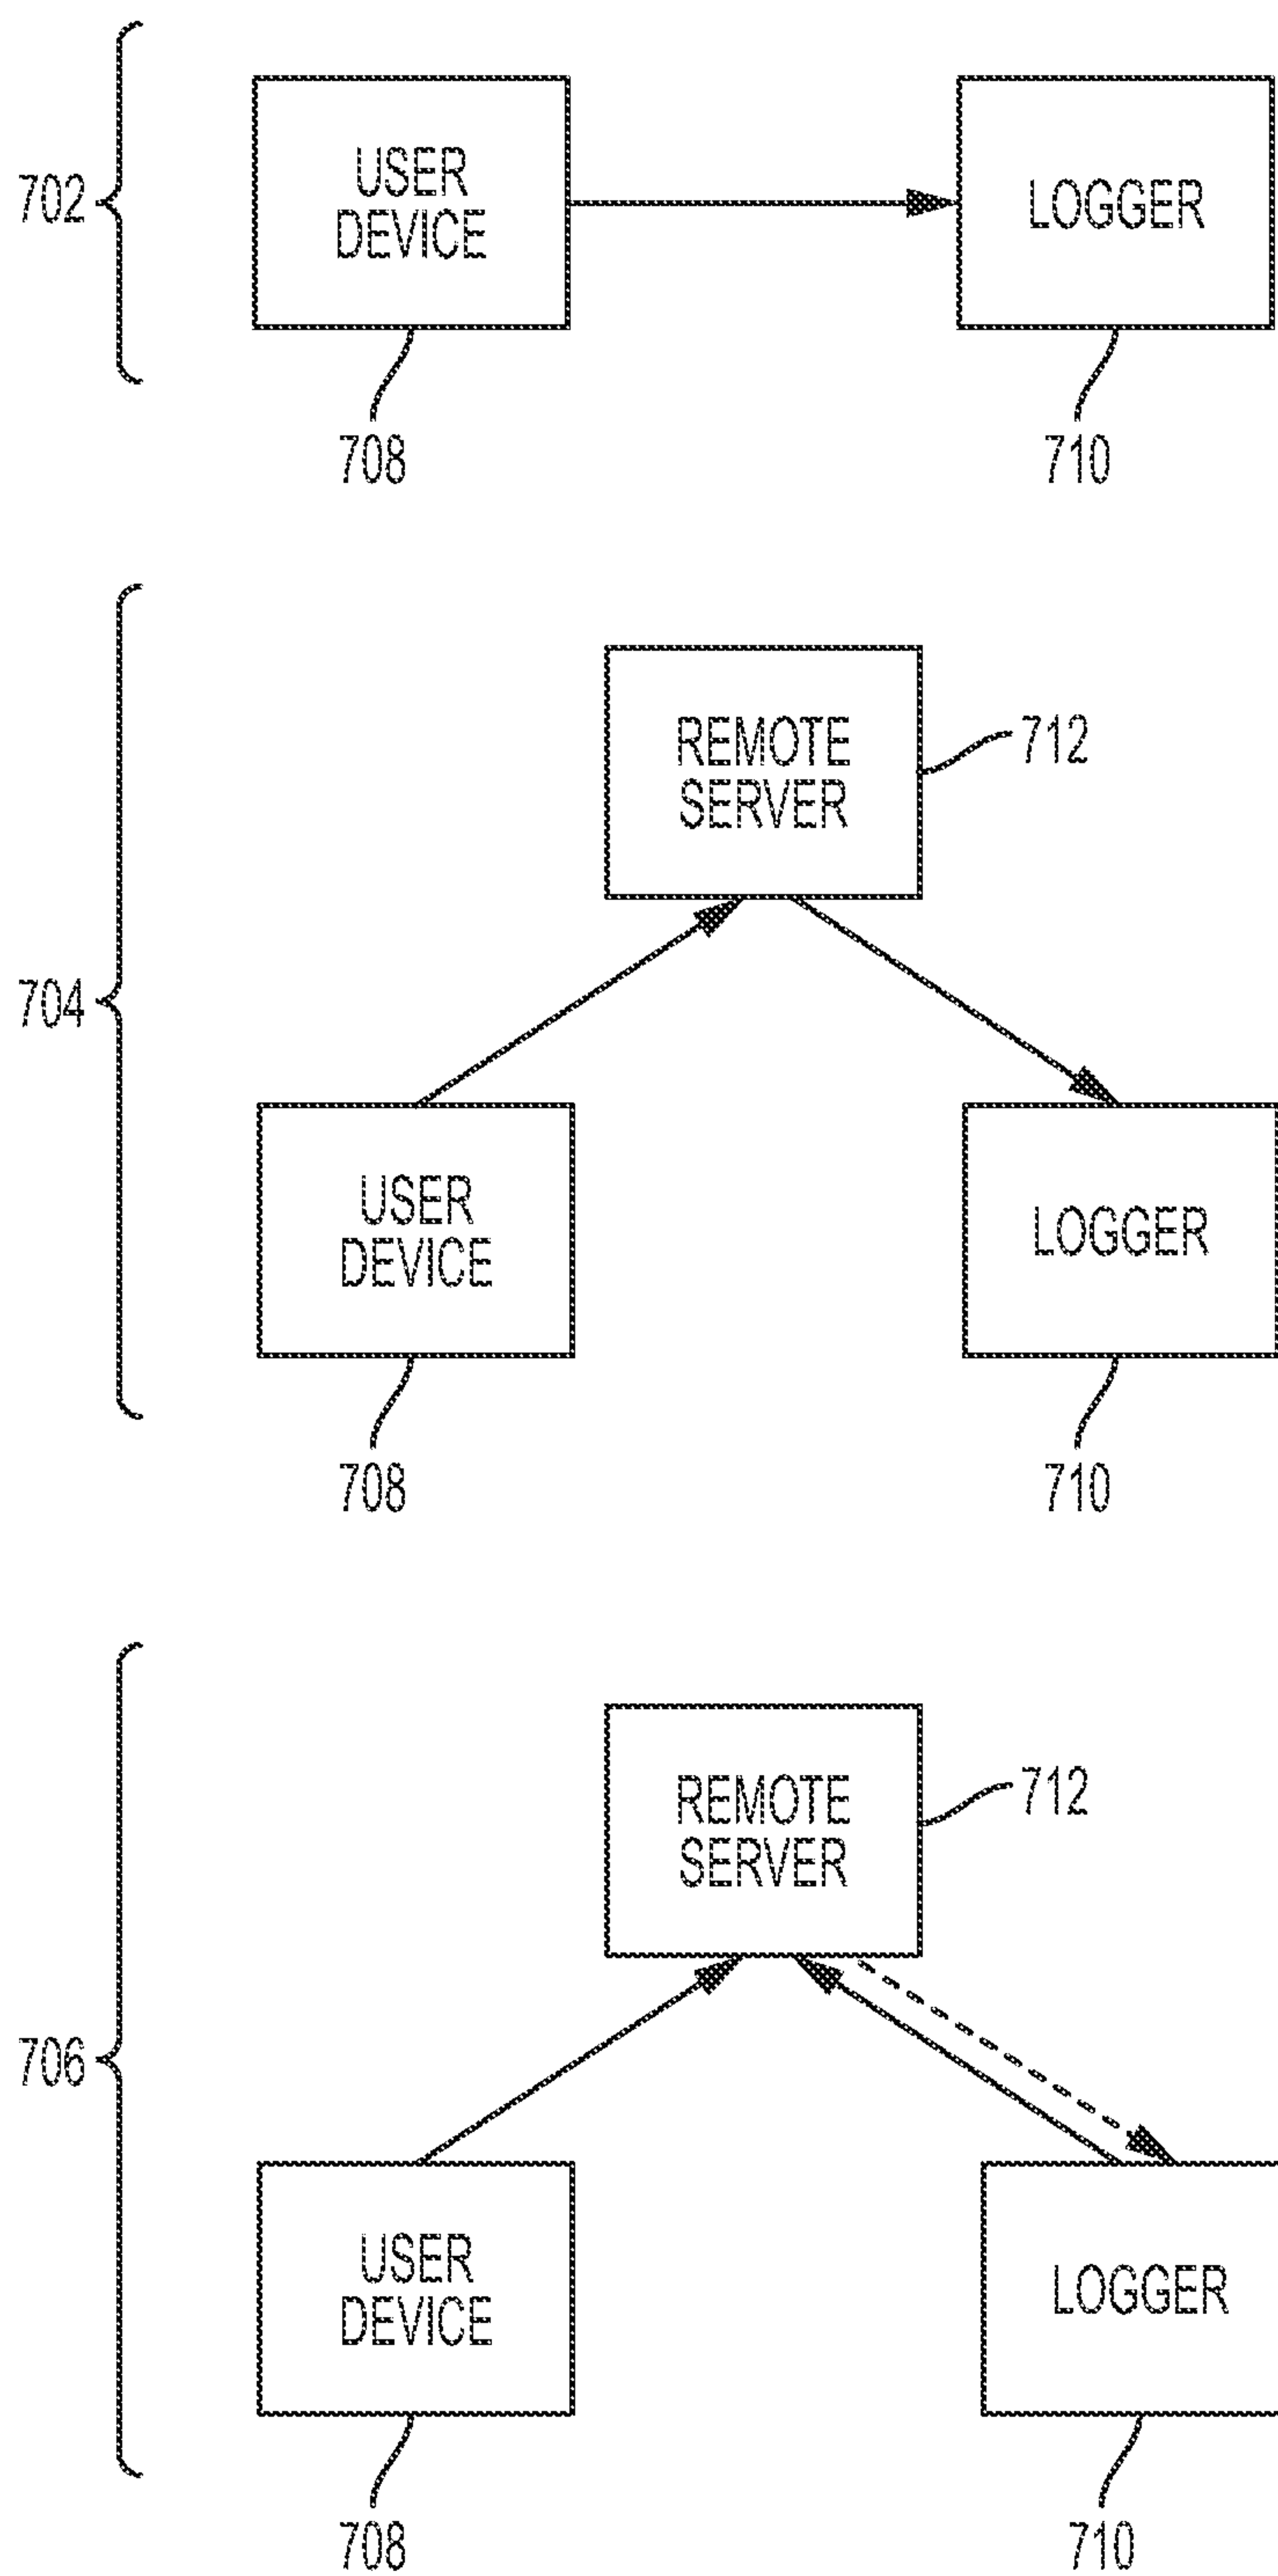 USER
DEVICE
LOGGER
702
708
710
REMOTE
SERVER
712
704
USER
DEVICE
LOGGER
708
710
REMOTE
SERVER
712
706
USER
DEVICE
LOGGER
708
710